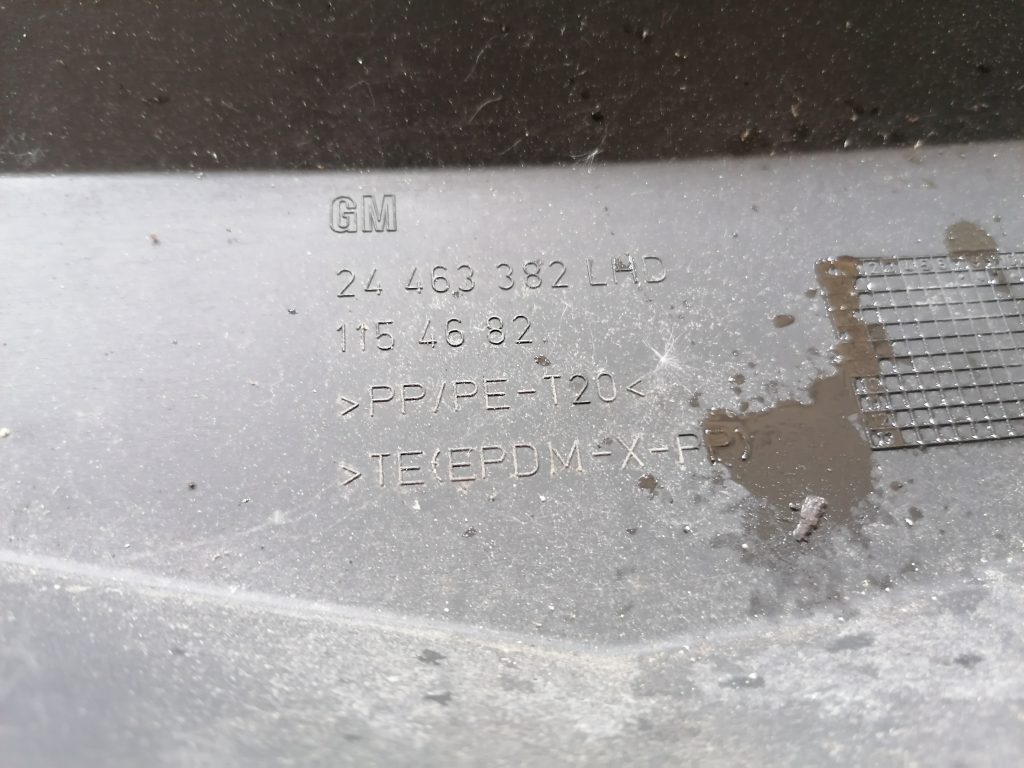 GM
24 463 382 LHD
115 46 82.
>PP/PE-T20<
>TE(EPDM-X-PP)